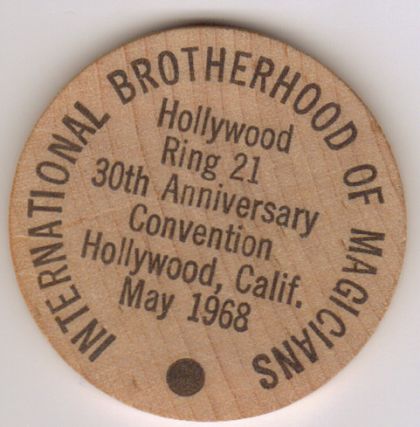 INTERNATIONAL BROTHERHOOD OF MAGICIANS
Hollywood
Ring 21
30th Anniversary
Convention
Hollywood, Calif.
May 1968